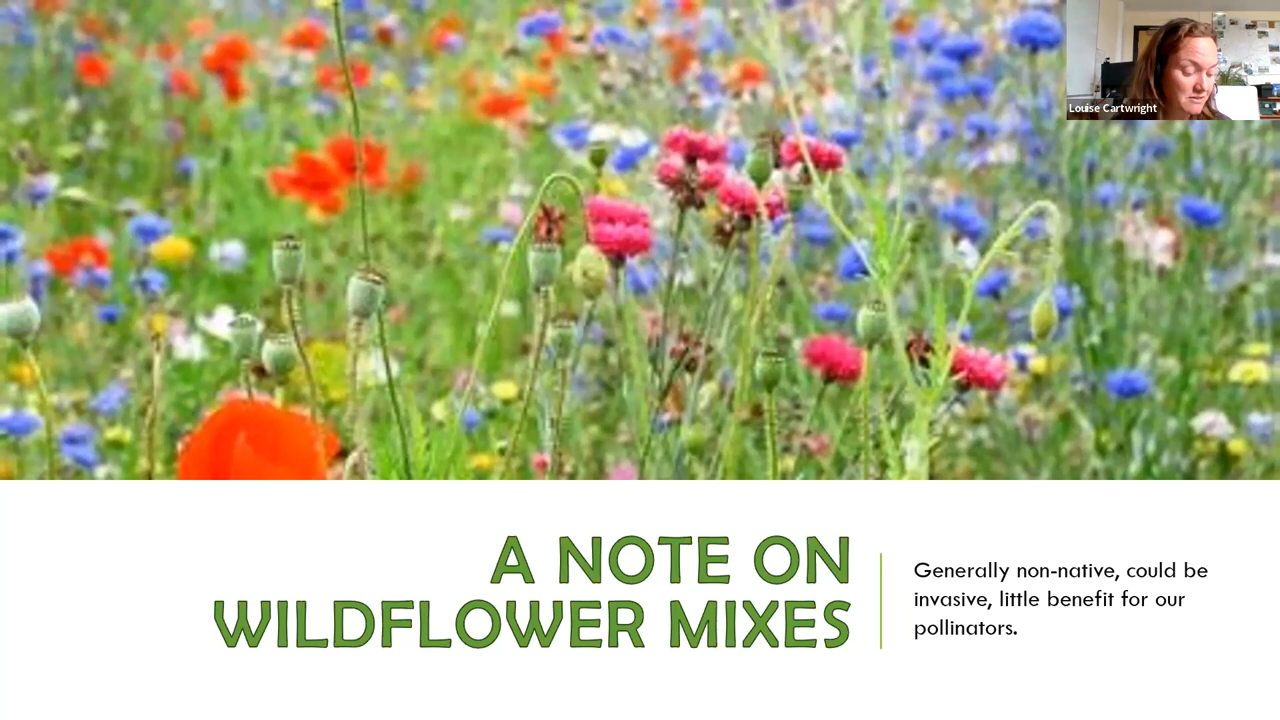 Louise Cartwright
A NOTE ON
WILDFLOWER MIXES
Generally non-native, could be
invasive, little benefit for our
pollinators.